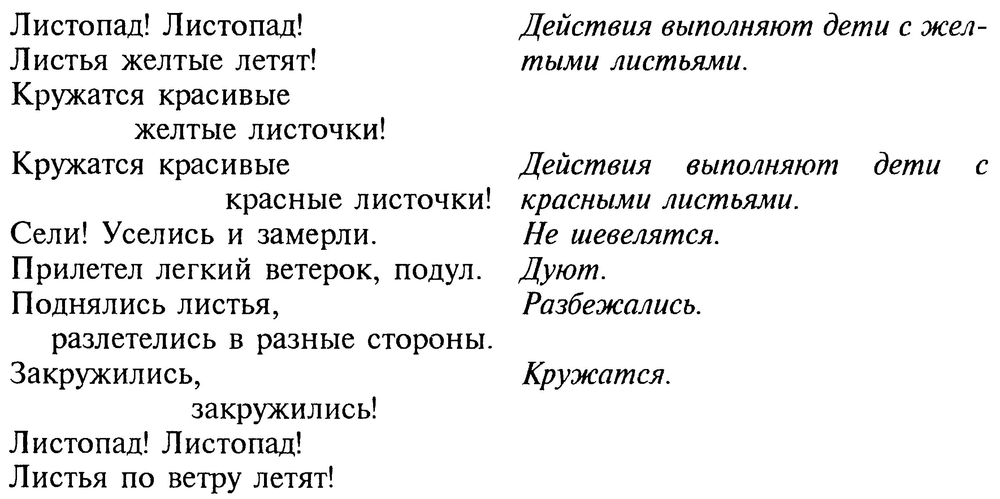 Листопад! Листопад!
Действия выполняют дети с жел-
Листья желтые летят!
тыми листьями.
Кружатся красивые
желтые листочки!
Кружатся красивые
Действия выполняют дети с
красные листочки!
красными листьями.
Сели! Уселись и замерли.
Не шевелятся.
Прилетел легкий ветерок, подул.
Дуют.
Поднялись листья,
Разбежались.
разлетелись в разные стороны.
Закружились,
Кружатся.
закружились!
Листопад! Листопад!
Листья по ветру летят!